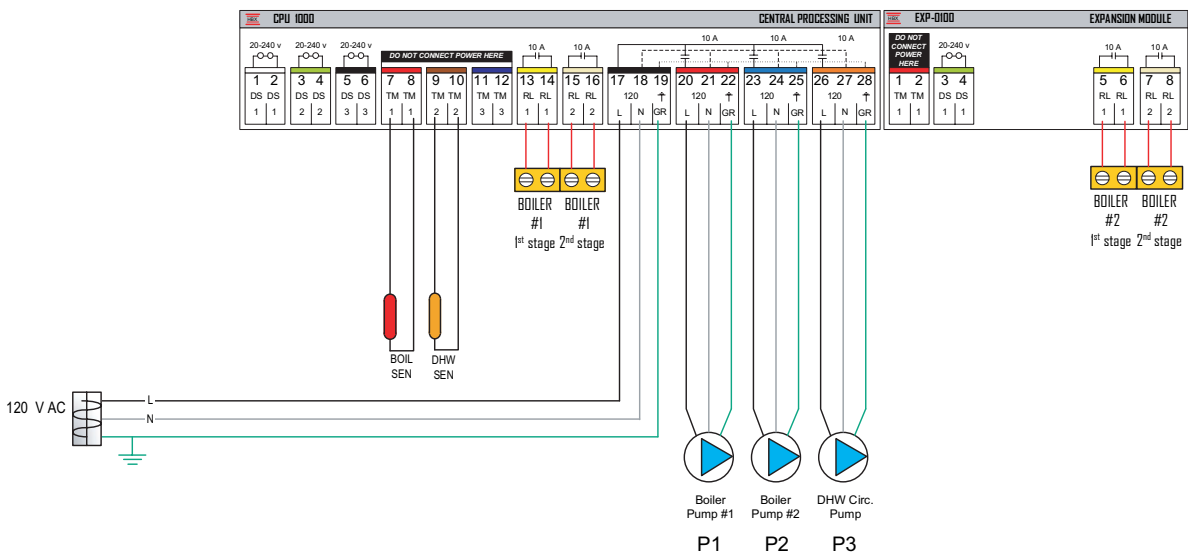 HBX CPU 1000 CENTRAL PROCESSING UNIT HBX EXP-0100 EXPANSION MODULE
20-240 v 20-240 v 20-240 v DO NOT CONNECT POWER HERE 10 A 10 A 10 A 10 A 10 A
DO NOT
CONNECT
POWER
HERE
20-240 v 10 A 10 A
1 2 3 4 5 6 7 8 9 10 11 12 13 14 15 16 17 18 19 20 21 22 23 24 25 26 27 28 1 2 3 4 5 6 7 8
DS DS DS DS DS DS TM TM TM TM TM TM RL RL RL RL 120 120 120 120 TM TM DS DS RL RL RL RL
1 1 2 2 3 3 1 1 2 2 3 3 1 1 2 2 L N GR L N GR L N GR L N GR 1 1 1 1 1 1 2 2
BOILER
#1
1st stage
BOILER
#1
2nd stage
BOILER
#2
1st stage
BOILER
#2
2nd stage
BOIL
SEN
DHW
SEN
120 V AC
L
N
Boiler
Pump #1
P1
Boiler
Pump #2
P2
DHW Circ.
Pump
P3